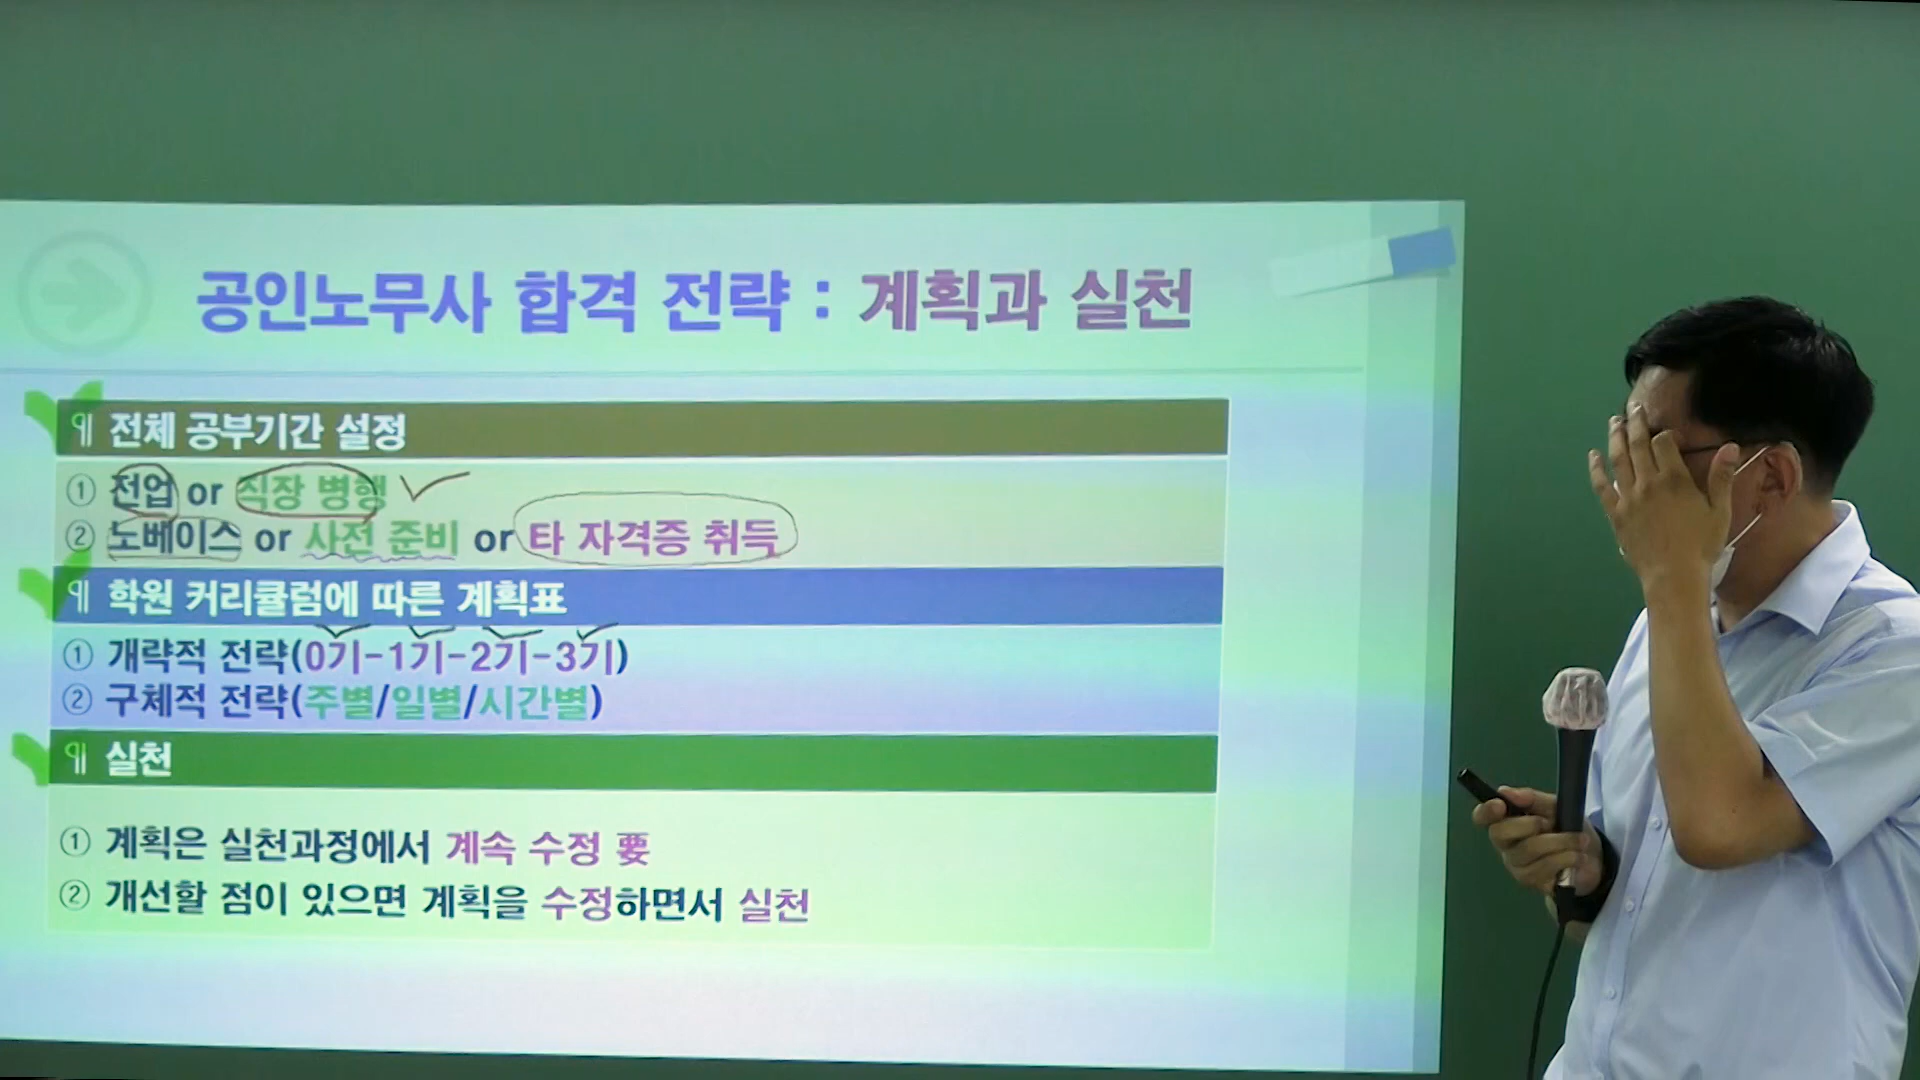 공인노무사 합격 전략 : 계획과 실천
¶ 전체 공부기간 설정
① 전업 or 직장 병행
② 노베이스 or 사전 준비 or 타 자격증 취득
¶ 학원 커리큘럼에 따른 계획표
① 개략적 전략(0기-1기-2기-3기)
② 구체적 전략(주별/일별/시간별)
¶ 실천
① 계획은 실천과정에서 계속 수정 要
② 개선할 점이 있으면 계획을 수정하면서 실천